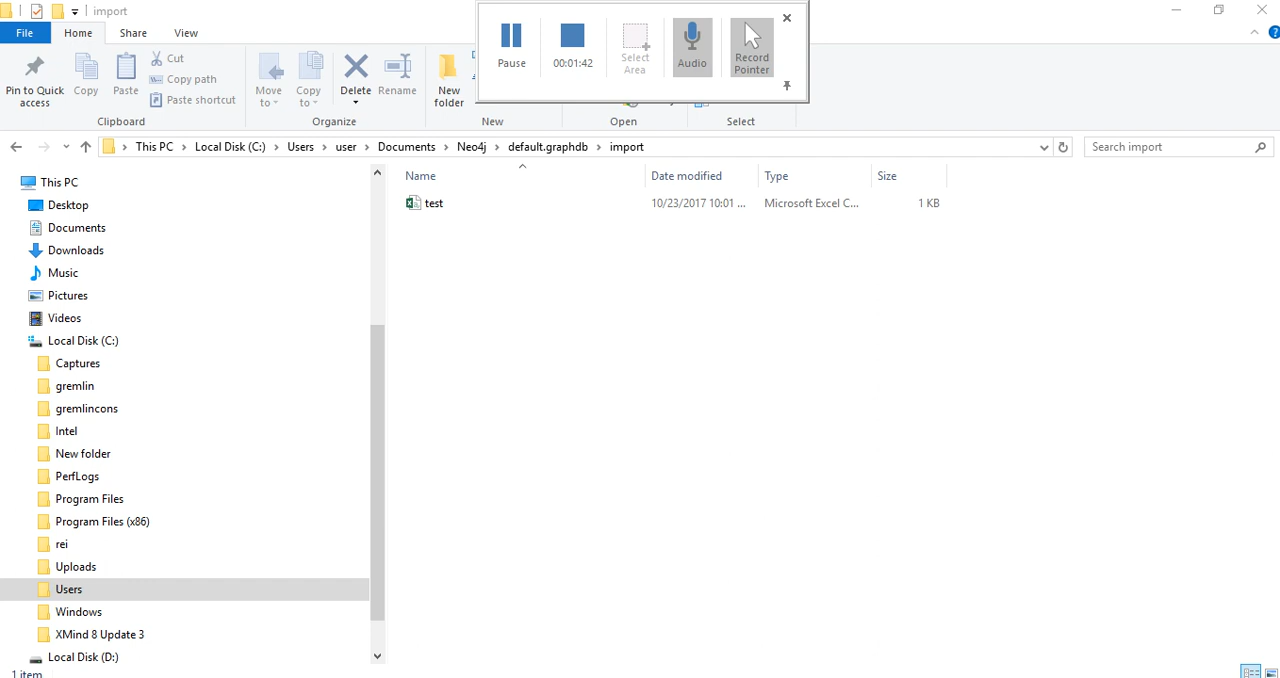 import
File Home Share View
Pin to Quick access
Copy
Paste
Cut
Copy path
Paste shortcut
Clipboard
Move to
Copy to
Delete
Rename
Organize
New folder
New
Open
Select
Pause
00:01:42
Select Area
Audio
Record Pointer
This PC Local Disk (C:) Users user Documents Neo4j default.graphdb import
Search import
Name Date modified Type Size
test 10/23/2017 10:01 ... Microsoft Excel C... 1 KB
This PC
Desktop
Documents
Downloads
Music
Pictures
Videos
Local Disk (C:)
Captures
gremlin
gremlincons
Intel
New folder
PerfLogs
Program Files
Program Files (x86)
rei
Uploads
Users
Windows
XMind 8 Update 3
Local Disk (D:)
1 item